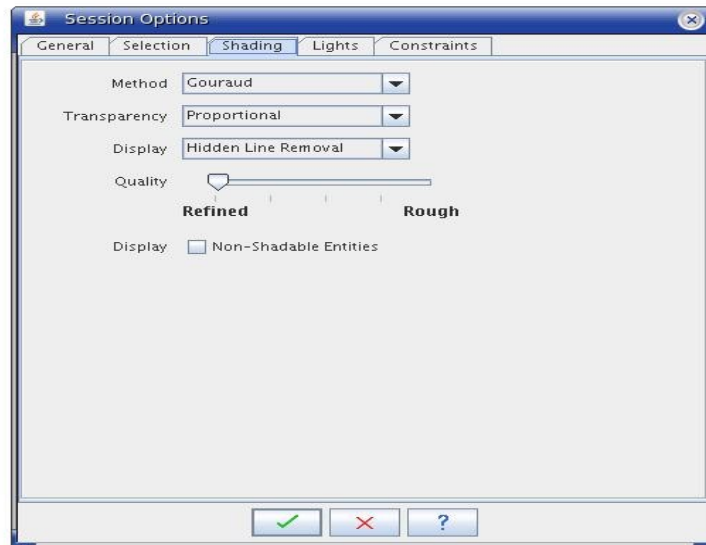 Session Options
General Selection Shading Lights Constraints
Method Gouraud
Transparency Proportional
Display Hidden Line Removal
Quality
Refined Rough
Display Non-Shadable Entities
?